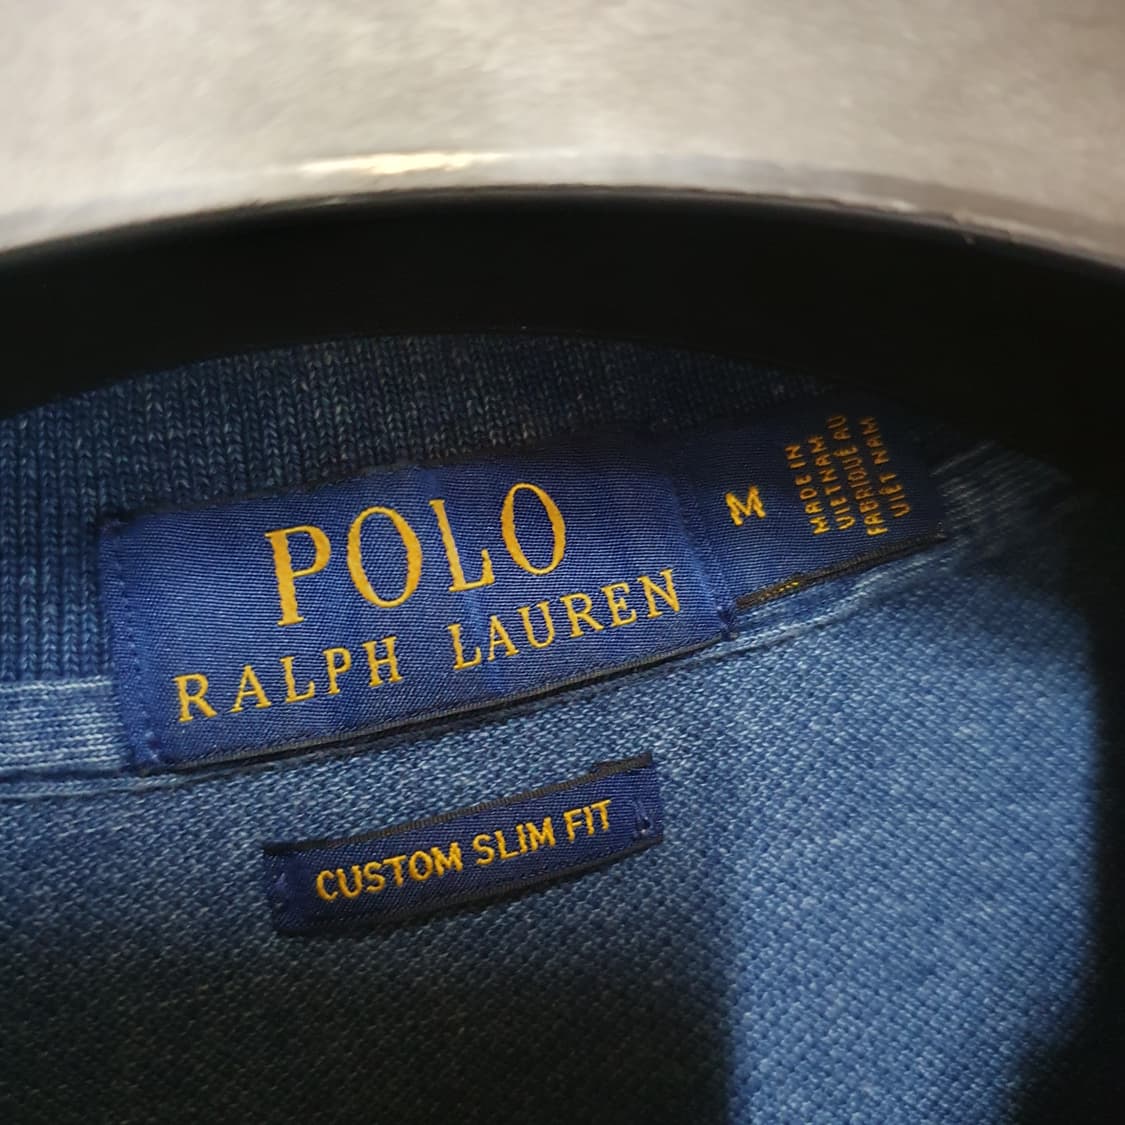 POLO
RALPH LAUREN
M
MADE IN
VIETNAM
FABRIQUÉ AU
VIÊT NAM
CUSTOM SLIM FIT